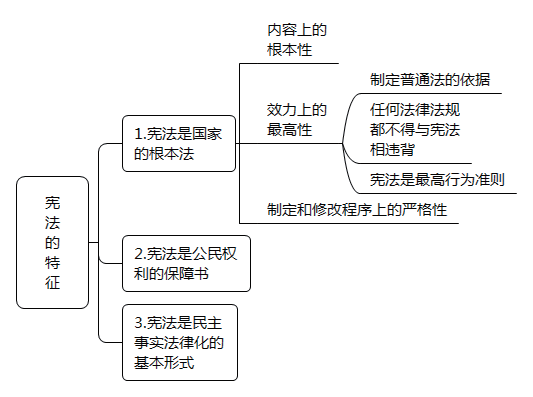 宪
法
的
特
征
1.宪法是国家
的根本法
内容上的
根本性
效力上的
最高性
制定普通法的依据
任何法律法规
都不得与宪法
相违背
宪法是最高行为准则
制定和修改程序上的严格性
2.宪法是公民权
利的保障书
3.宪法是民主
事实法律化的
基本形式